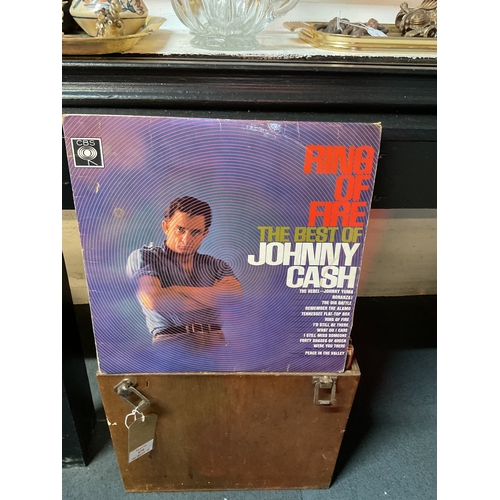 CBS
RING
OF
FIRE
THE BEST OF
JOHNNY
CASH
THE REBEL–JOHNNY YUMA
BONANZA!
THE BIG BATTLE
REMEMBER THE ALAMO
TENNESSEE FLAT-TOP BOX
RING OF FIRE
I'D STILL BE THERE
WHAT DO I CARE
I STILL MISS SOMEONE
FORTY SHADES OF GREEN
WERE YOU THERE
PEACE IN THE VALLEY